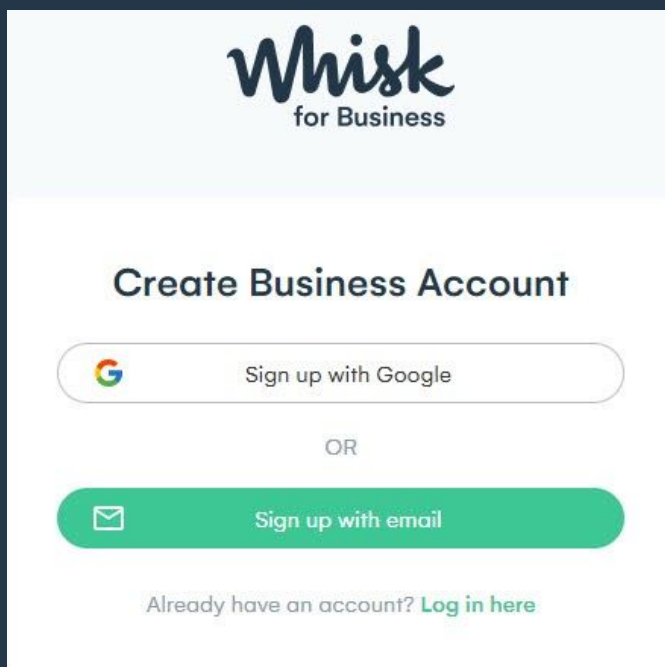 Whisk
for Business
Create Business Account
Sign up with Google
OR
Sign up with email
Already have an account? Log in here